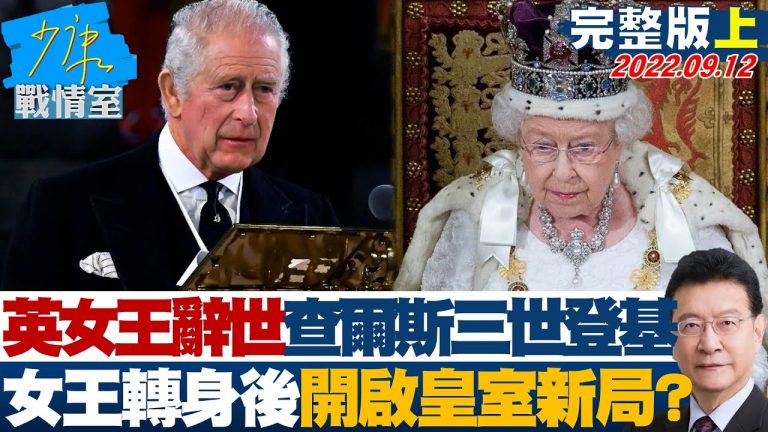 少康
戰情室
完整版上
2022.09.12
英女王辭世查爾斯三世登基
女王轉身後開啟皇室新局?